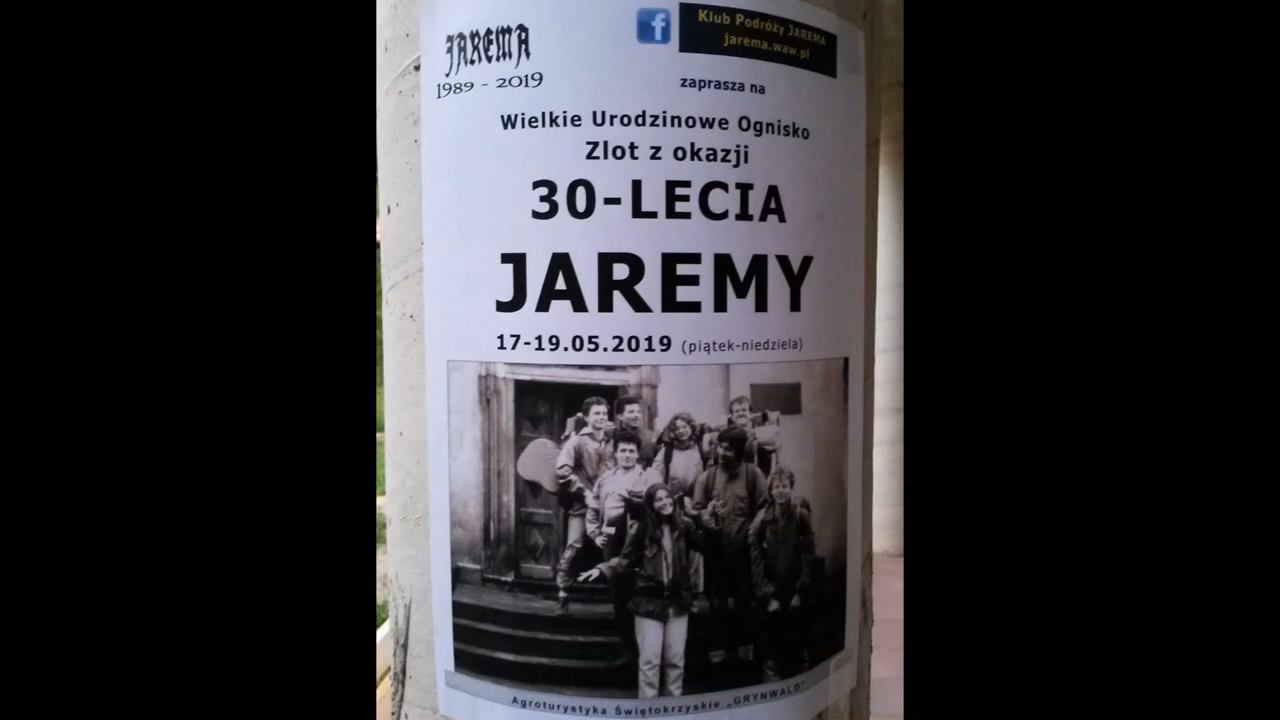 JAREMA
1989 - 2019
Klub Podróży JAREMA
jarema.waw.pl
zaprasza na
Wielkie Urodzinowe Ognisko
Zlot z okazji
30-LECIA
JAREMY
17-19.05.2019 (piątek-niedziela)
Agroturystyka Świętokrzyskie „GRYNWALD"